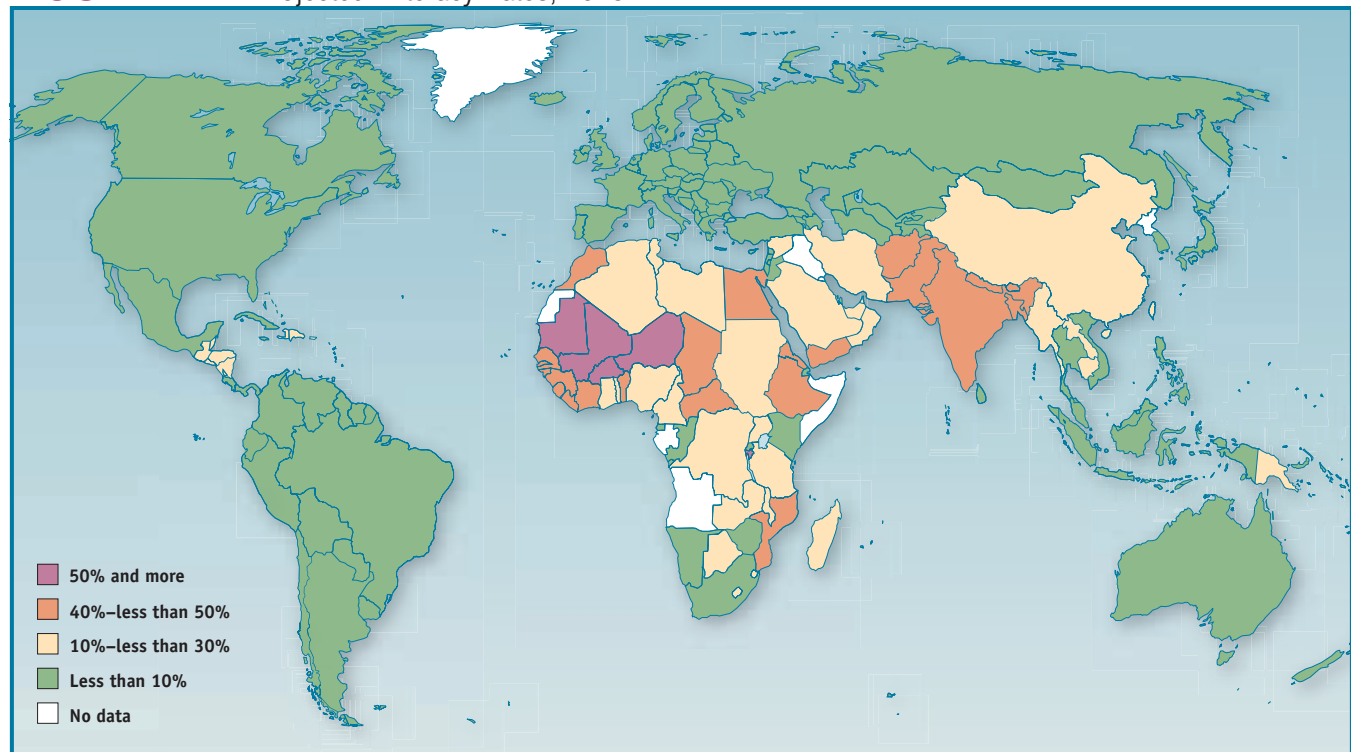 50% and more
40%–less than 50%
10%–less than 30%
Less than 10%
No data